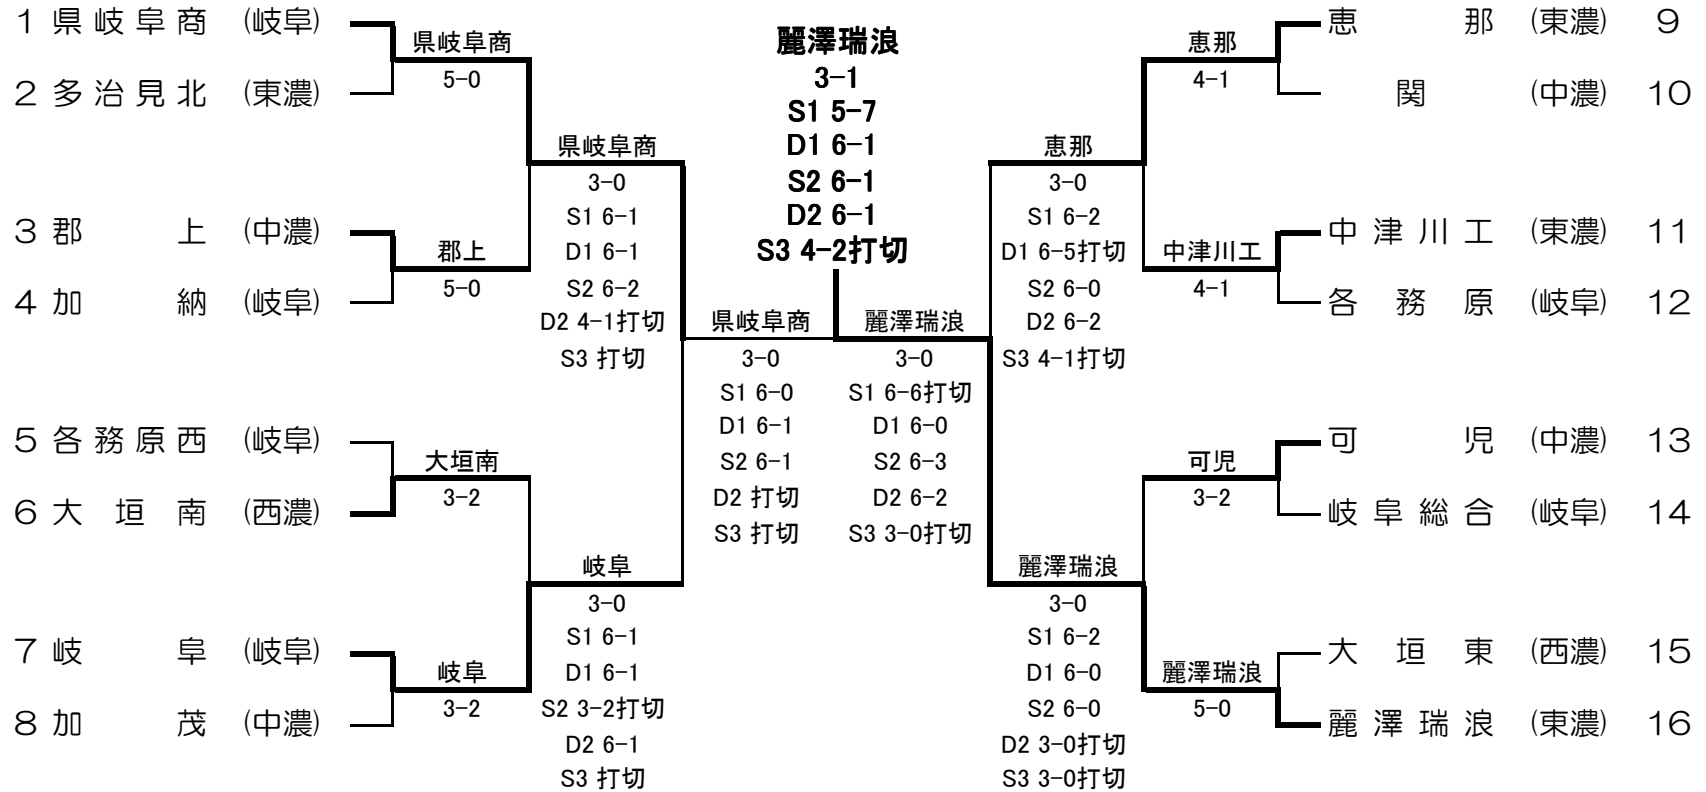 1 県岐阜商 (岐阜)
2 多治見北 (東濃)
3 郡上 (中濃)
4 加納 (岐阜)
5 各務原西 (岐阜)
6 大垣南 (西濃)
7 岐阜 (岐阜)
8 加茂 (中濃)
県岐阜商
5-0
郡上
5-0
大垣南
3-2
岐阜
3-2
県岐阜商
3-0
S1 6-1
D1 6-1
S2 6-2
D2 4-1打切
S3 打切
岐阜
3-0
S1 6-1
D1 6-1
S2 3-2打切
D2 6-1
S3 打切
県岐阜商
3-0
S1 6-0
D1 6-1
S2 6-1
D2 打切
S3 打切
麗澤瑞浪
3-1
S1 5-7
D1 6-1
S2 6-1
D2 6-1
S3 4-2打切
麗澤瑞浪
3-0
S1 6-6打切
D1 6-0
S2 6-3
D2 6-2
S3 3-0打切
恵那
3-0
S1 6-2
D1 6-5打切
S2 6-0
D2 6-2
S3 4-1打切
麗澤瑞浪
3-0
S1 6-2
D1 6-0
S2 6-0
D2 3-0打切
S3 3-0打切
恵那
4-1
中津川工
4-1
可児
3-2
麗澤瑞浪
5-0
恵那 (東濃) 9
関 (中濃) 10
中津川工 (東濃) 11
各務原 (岐阜) 12
可児 (中濃) 13
岐阜総合 (岐阜) 14
大垣東 (西濃) 15
麗澤瑞浪 (東濃) 16